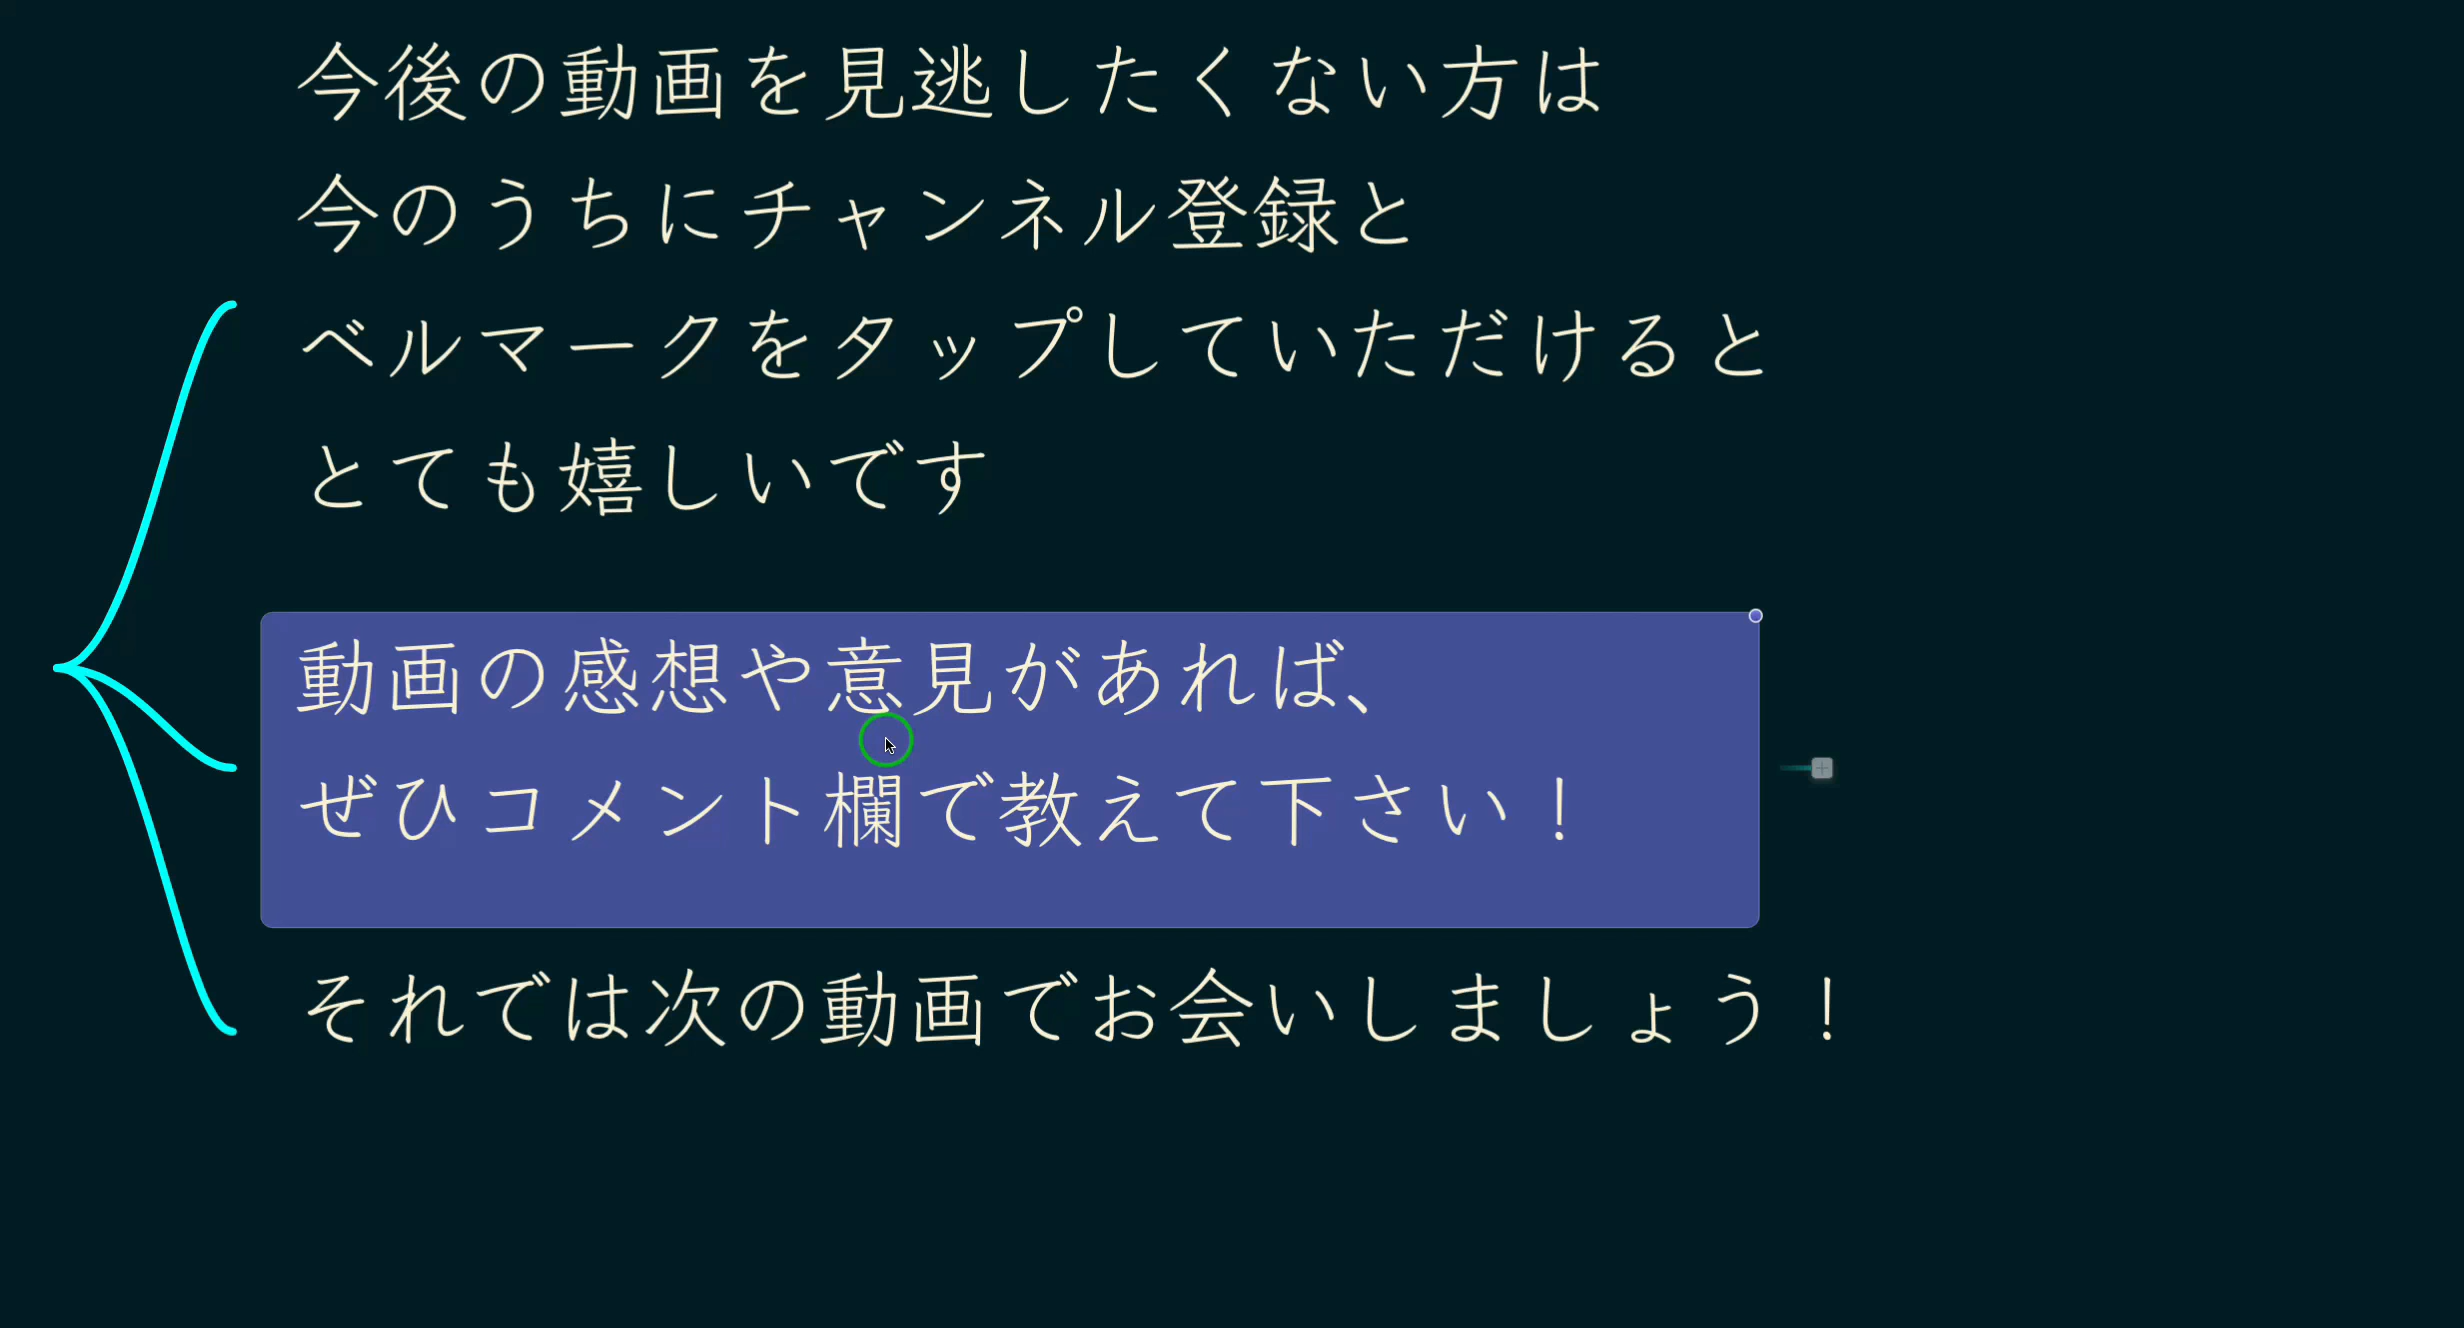 今後の動画を見逃したくない方は
今のうちにチャンネル登録と
ベルマークをタップしていただけると
とても嬉しいです
動画の感想や意見があれば、
ぜひコメント欄で教えて下さい！
それでは次の動画でお会いしましょう！